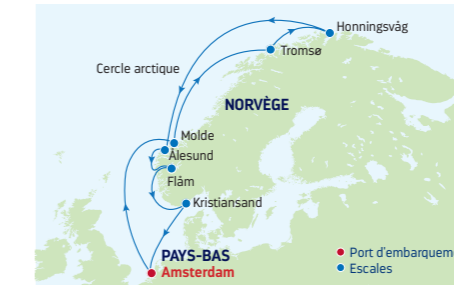 Honningsvåg
Tromsø
Cercle arctique
NORVÈGE
Molde
Ålesund
Flåm
Kristiansand
PAYS-BAS
Amsterdam
Port d'embarquem
Escales